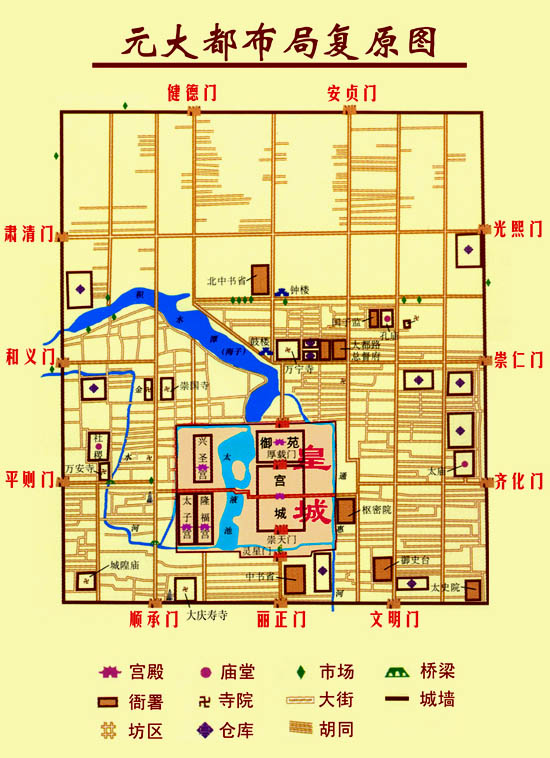 元大都布局复原图
健德门
安贞门
肃清门
光熙门
北中书省
钟楼
积
水
潭
(海子)
鼓楼
国子监
孔庙
大都路
总督府
万宁寺
和义门
崇仁门
金
崇国寺
社稷
万安寺
水
河
平则门
齐化门
兴圣宫
太
液
池
御苑
厚载门
宫
城
皇
城
太子宫
隆福宫
崇天门
灵星门
通
惠
河
枢密院
太庙
城隍庙
大庆寿寺
中书省
御史台
太史院
顺承门
丽正门
文明门
宫殿
庙堂
市场
桥梁
衙署
寺院
大街
城墙
坊区
仓库
胡同